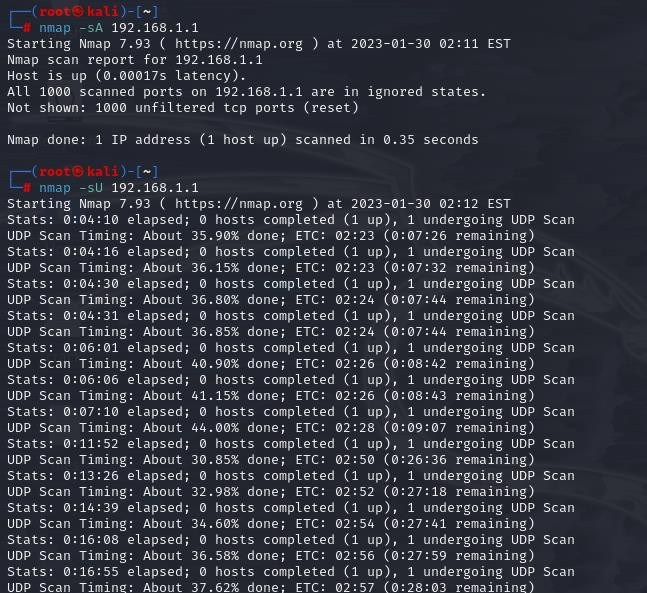 ┌──(root㉿kali)-[~]
└─# nmap -sA 192.168.1.1
Starting Nmap 7.93 ( https://nmap.org ) at 2023-01-30 02:11 EST
Nmap scan report for 192.168.1.1
Host is up (0.00017s latency).
All 1000 scanned ports on 192.168.1.1 are in ignored states.
Not shown: 1000 unfiltered tcp ports (reset)
Nmap done: 1 IP address (1 host up) scanned in 0.35 seconds
┌──(root㉿kali)-[~]
└─# nmap -sU 192.168.1.1
Starting Nmap 7.93 ( https://nmap.org ) at 2023-01-30 02:12 EST
Stats: 0:04:10 elapsed; 0 hosts completed (1 up), 1 undergoing UDP Scan
UDP Scan Timing: About 35.90% done; ETC: 02:23 (0:07:26 remaining)
Stats: 0:04:16 elapsed; 0 hosts completed (1 up), 1 undergoing UDP Scan
UDP Scan Timing: About 36.15% done; ETC: 02:23 (0:07:32 remaining)
Stats: 0:04:30 elapsed; 0 hosts completed (1 up), 1 undergoing UDP Scan
UDP Scan Timing: About 36.80% done; ETC: 02:24 (0:07:44 remaining)
Stats: 0:04:31 elapsed; 0 hosts completed (1 up), 1 undergoing UDP Scan
UDP Scan Timing: About 36.85% done; ETC: 02:24 (0:07:44 remaining)
Stats: 0:06:01 elapsed; 0 hosts completed (1 up), 1 undergoing UDP Scan
UDP Scan Timing: About 40.90% done; ETC: 02:26 (0:08:42 remaining)
Stats: 0:06:06 elapsed; 0 hosts completed (1 up), 1 undergoing UDP Scan
UDP Scan Timing: About 41.15% done; ETC: 02:26 (0:08:43 remaining)
Stats: 0:07:10 elapsed; 0 hosts completed (1 up), 1 undergoing UDP Scan
UDP Scan Timing: About 44.00% done; ETC: 02:28 (0:09:07 remaining)
Stats: 0:11:52 elapsed; 0 hosts completed (1 up), 1 undergoing UDP Scan
UDP Scan Timing: About 30.85% done; ETC: 02:50 (0:26:36 remaining)
Stats: 0:13:26 elapsed; 0 hosts completed (1 up), 1 undergoing UDP Scan
UDP Scan Timing: About 32.98% done; ETC: 02:52 (0:27:18 remaining)
Stats: 0:14:39 elapsed; 0 hosts completed (1 up), 1 undergoing UDP Scan
UDP Scan Timing: About 34.60% done; ETC: 02:54 (0:27:41 remaining)
Stats: 0:16:08 elapsed; 0 hosts completed (1 up), 1 undergoing UDP Scan
UDP Scan Timing: About 36.58% done; ETC: 02:56 (0:27:59 remaining)
Stats: 0:16:55 elapsed; 0 hosts completed (1 up), 1 undergoing UDP Scan
UDP Scan Timing: About 37.62% done; ETC: 02:57 (0:28:03 remaining)